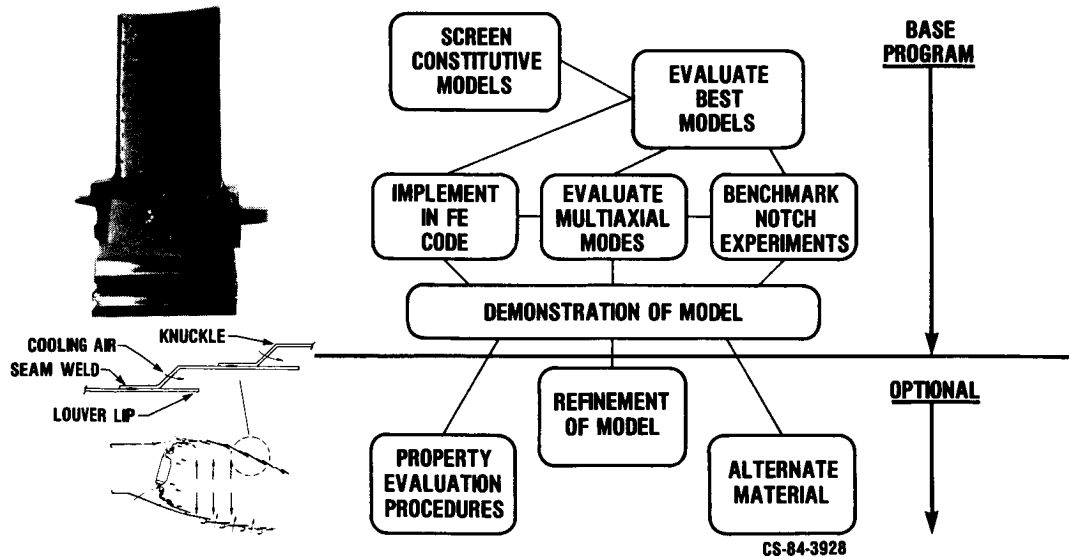 SCREEN
CONSTITUTIVE
MODELS
EVALUATE
BEST
MODELS
BASE
PROGRAM
IMPLEMENT
IN FE
CODE
EVALUATE
MULTIAXIAL
MODES
BENCHMARK
NOTCH
EXPERIMENTS
DEMONSTRATION OF MODEL
KNUCKLE
COOLING AIR
SEAM WELD
LOUVER LIP
OPTIONAL
REFINEMENT
OF MODEL
PROPERTY
EVALUATION
PROCEDURES
ALTERNATE
MATERIAL
CS-84-3928